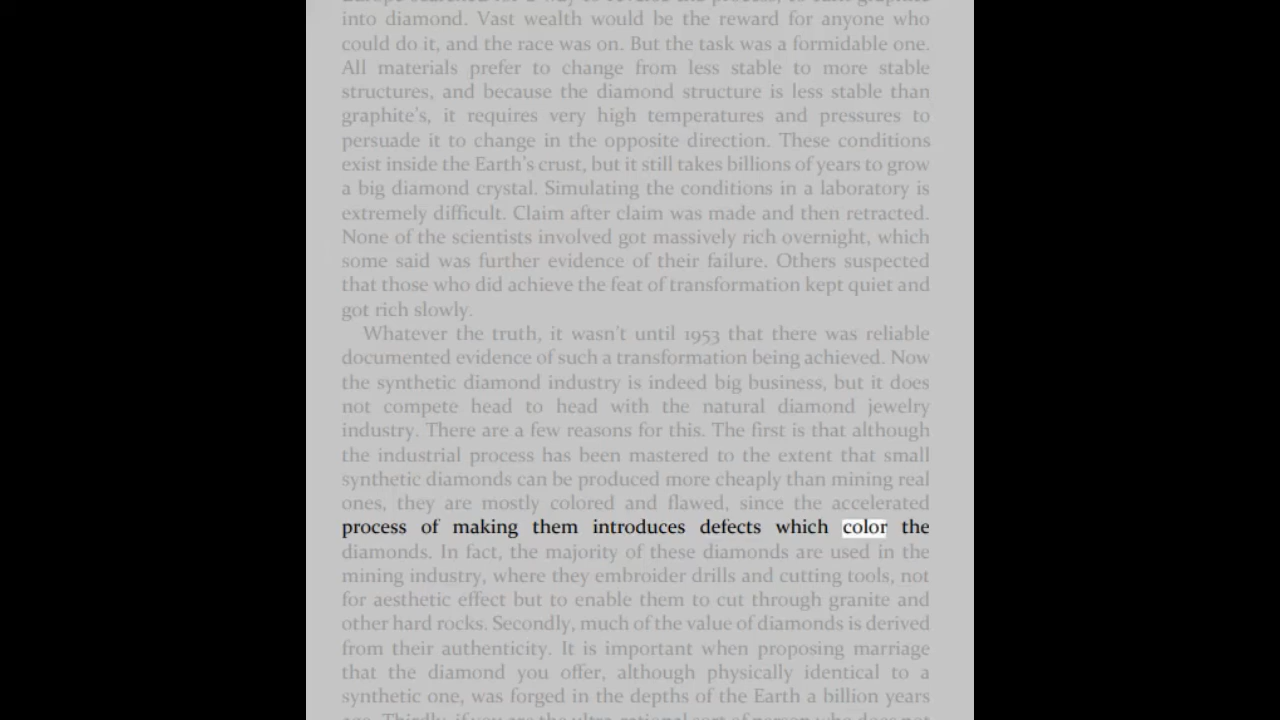 into diamond. Vast wealth would be the reward for anyone who
could do it, and the race was on. But the task was a formidable one.
All materials prefer to change from less stable to more stable
structures, and because the diamond structure is less stable than
graphite's, it requires very high temperatures and pressures to
persuade it to change in the opposite direction. These conditions
exist inside the Earth's crust, but it still takes billions of years to grow
a big diamond crystal. Simulating the conditions in a laboratory is
extremely difficult. Claim after claim was made and then retracted.
None of the scientists involved got massively rich overnight, which
some said was further evidence of their failure. Others suspected
that those who did achieve the feat of transformation kept quiet and
got rich slowly.
Whatever the truth, it wasn't until 1953 that there was reliable
documented evidence of such a transformation being achieved. Now
the synthetic diamond industry is indeed big business, but it does
not compete head to head with the natural diamond jewelry
industry. There are a few reasons for this. The first is that although
the industrial process has been mastered to the extent that small
synthetic diamonds can be produced more cheaply than mining real
ones, they are mostly colored and flawed, since the accelerated
process of making them introduces defects which color the
diamonds. In fact, the majority of these diamonds are used in the
mining industry, where they embroider drills and cutting tools, not
for aesthetic effect but to enable them to cut through granite and
other hard rocks. Secondly, much of the value of diamonds is derived
from their authenticity. It is important when proposing marriage
that the diamond you offer, although physically identical to a
synthetic one, was forged in the depths of the Earth a billion years